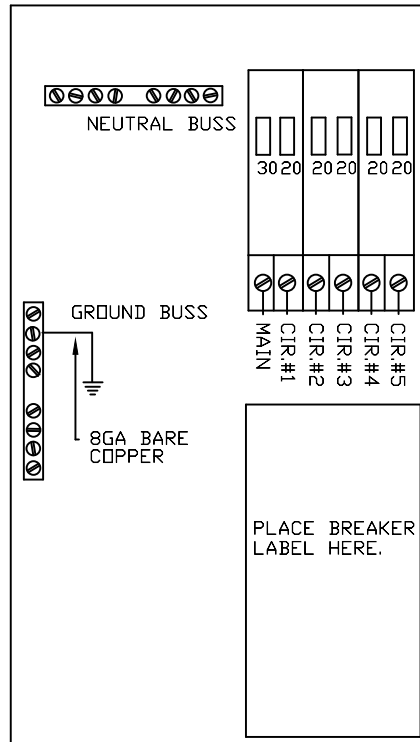 NEUTRAL BUSS
30 20 20 20 20 20
MAIN
CIR.#1
CIR.#2
CIR.#3
CIR.#4
CIR.#5
GROUND BUSS
8GA BARE
COPPER
PLACE BREAKER
LABEL HERE.